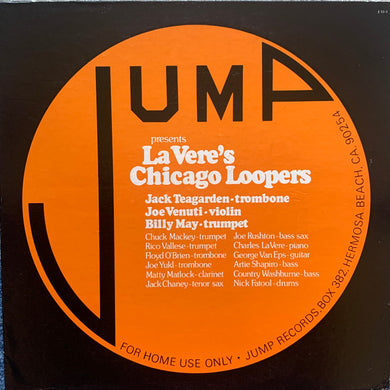 JUMP
presents
LaVere's
Chicago Loopers
Jack Teagarden-trombone
Joe Venuti-violin
Billy May-trumpet
Chuck Mackey-trumpet Joe Rushton-bass sax
Rico Vallese-trumpet Charles LaVere-piano
Floyd O'Brien-trombone George Van Eps-guitar
Joe Yukl-trombone Artie Shapiro-bass
Matty Matlock-clarinet Country Washburne-bass
Jack Chaney-tenor sax Nick Fatool-drums
FOR HOME USE ONLY • JUMP RECORDS, BOX 382, HERMOSA BEACH, CA. 90254